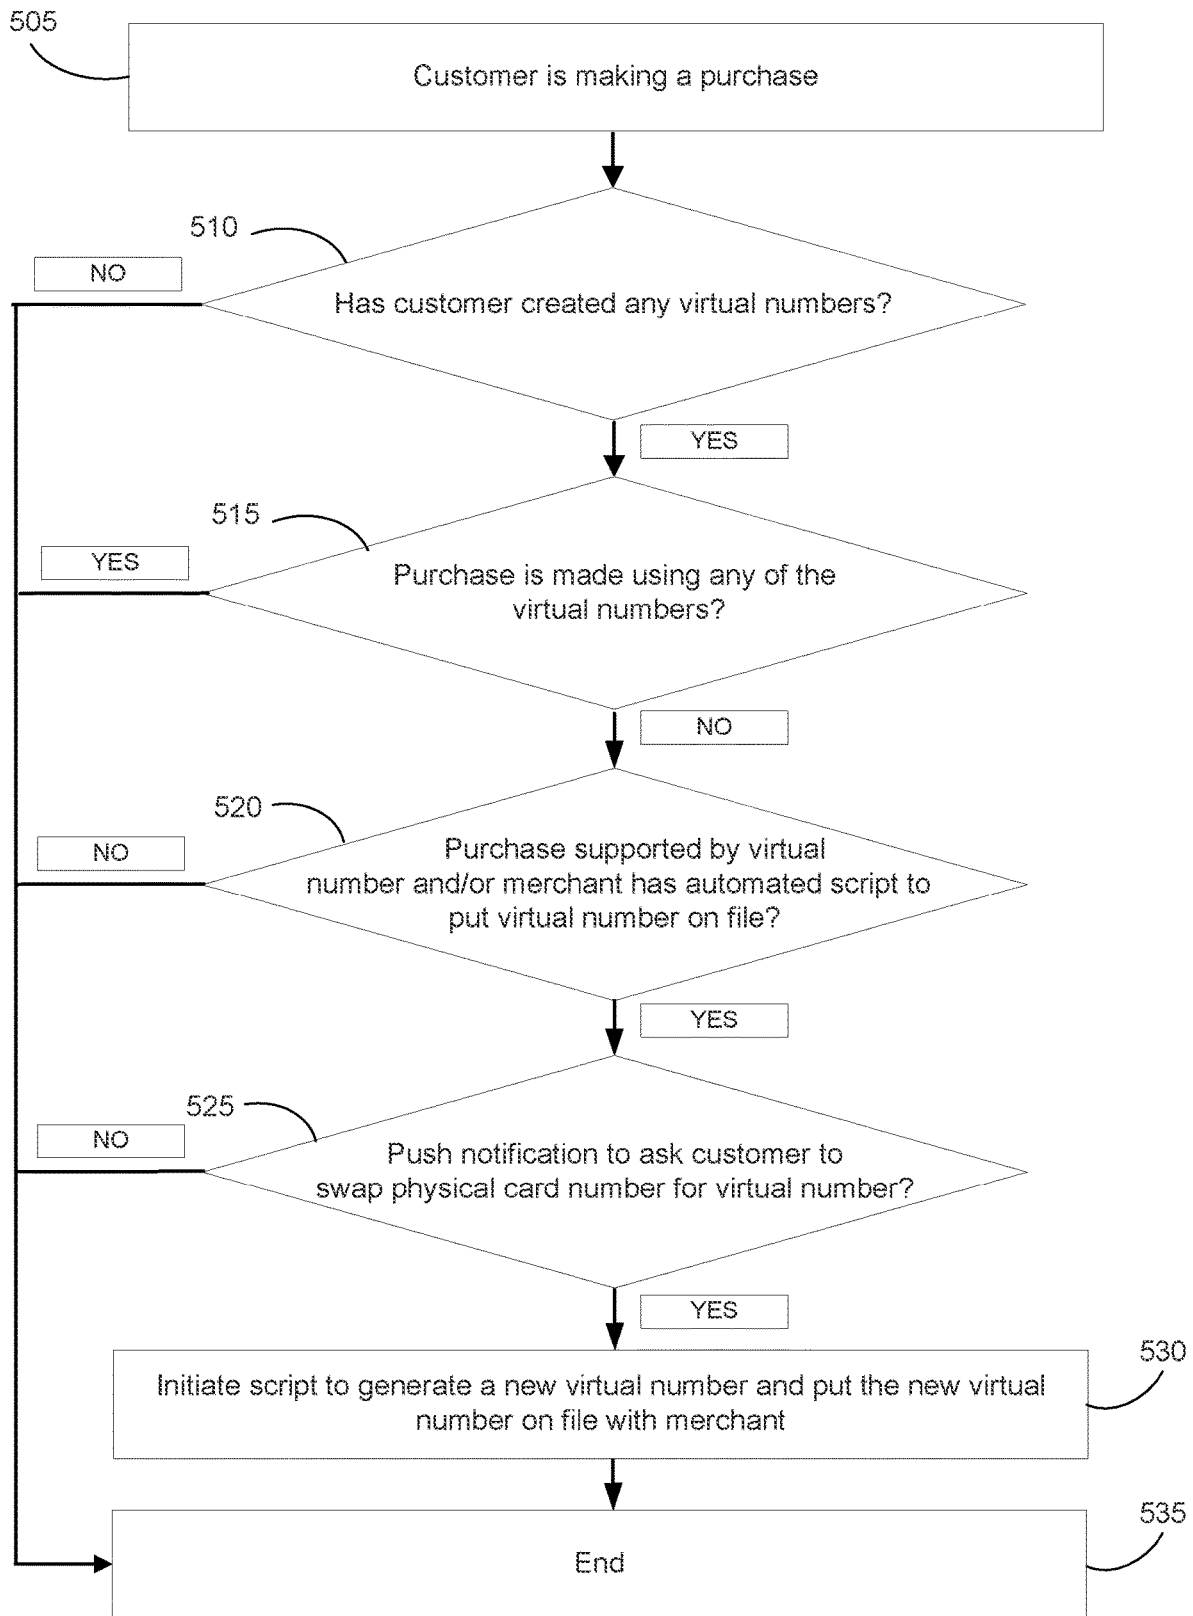 505
Customer is making a purchase
510
NO
Has customer created any virtual numbers?
YES
515
YES
Purchase is made using any of the
virtual numbers?
NO
520
NO
Purchase supported by virtual
number and/or merchant has automated script to
put virtual number on file?
YES
525
NO
Push notification to ask customer to
swap physical card number for virtual number?
YES
530
Initiate script to generate a new virtual number and put the new virtual
number on file with merchant
535
End